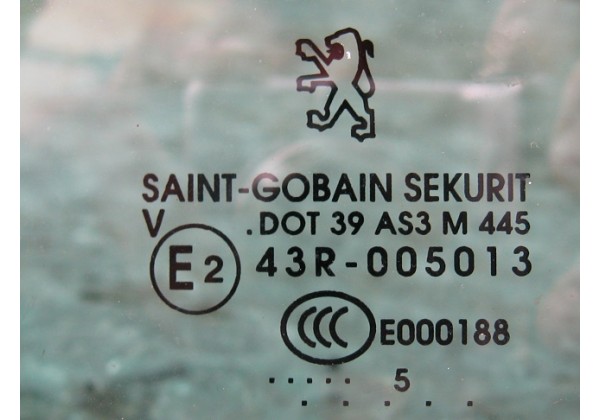 SAINT-GOBAIN SEKURIT
V .DOT 39 AS3 M 445
E2 43R-005013
CCC E000188
..... 5
. . . . . .